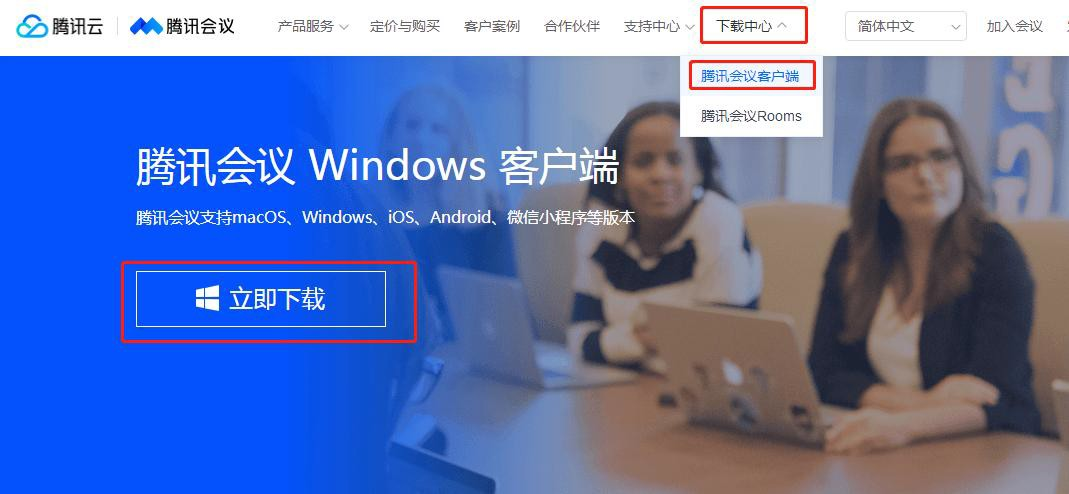 腾讯云 腾讯会议 产品服务 定价与购买 客户案例 合作伙伴 支持中心 下载中心 简体中文 加入会议
腾讯会议客户端
腾讯会议Rooms
腾讯会议 Windows 客户端
腾讯会议支持macOS、Windows、iOS、Android、微信小程序等版本
立即下载